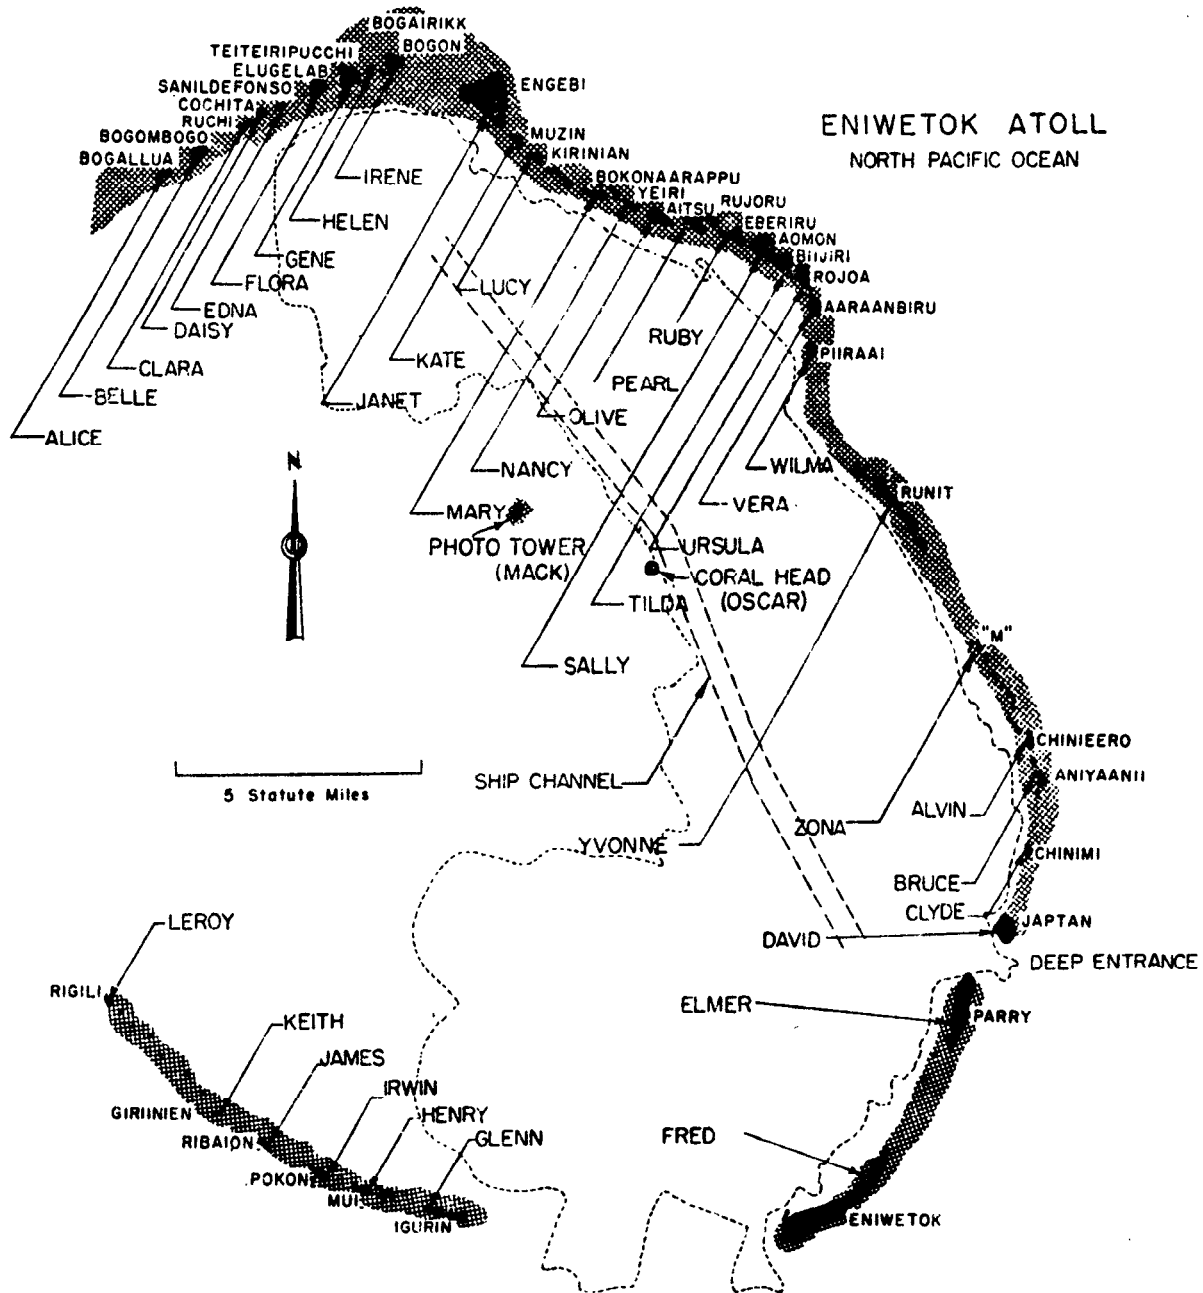 BOGAIRIKK
BOGON
TEITEIRIPUCCHI
ELUGELAB
SANILDEFONSO
COCHITA
RUCHI
BOGOMBOGO
BOGALLUA
ENGEBI
MUZIN
KIRINIAN
BOKONAARAPPU
YEIRI
AITSU
RUJORU
EBERIRU
AOMON
BIIJIRI
ROJOA
AARAANBIRU
PIIRAAI
RUNIT
"M"
CHINIEERO
ANIYAANII
CHINIMI
JAPTAN
DEEP ENTRANCE
PARRY
ENIWETOK
ENIWETOK ATOLL
NORTH PACIFIC OCEAN
IRENE
HELEN
GENE
FLORA
EDNA
DAISY
CLARA
BELLE
ALICE
LUCY
KATE
JANET
RUBY
PEARL
OLIVE
NANCY
MARY
WILMA
VERA
URSULA
TILDA
SALLY
N
PHOTO TOWER
(MACK)
CORAL HEAD
(OSCAR)
SHIP CHANNEL
5 Statute Miles
YVONNE
ZONA
ALVIN
BRUCE
CLYDE
DAVID
ELMER
FRED
LEROY
RIGILI
KEITH
JAMES
IRWIN
HENRY
GLENN
GIRIINIEN
RIBAION
POKON
MUI
IGURIN